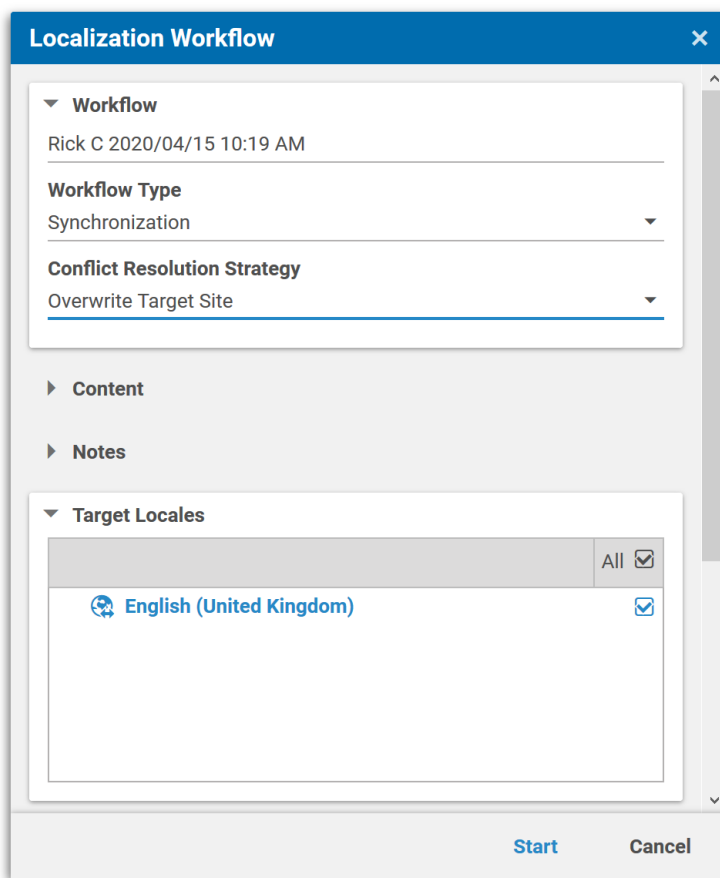 Localization Workflow
Workflow
Rick C 2020/04/15 10:19 AM
Workflow Type
Synchronization
Conflict Resolution Strategy
Overwrite Target Site
Content
Notes
Target Locales
All
English (United Kingdom)
Start Cancel